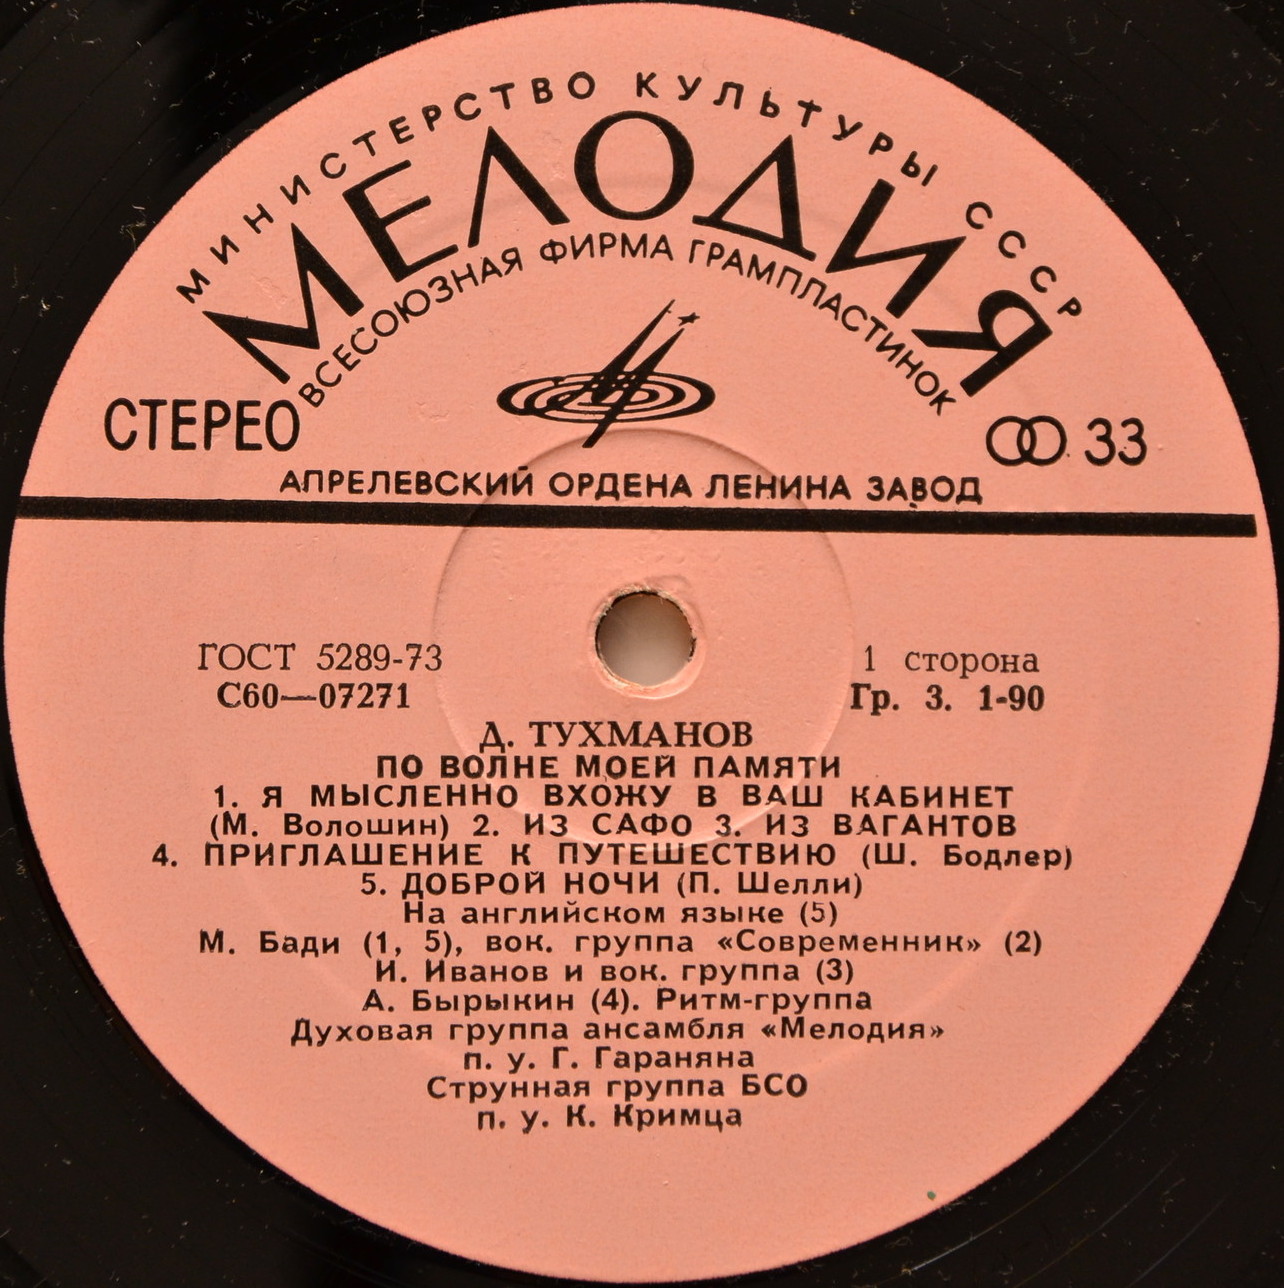 МИНИСТЕРСТВО КУЛЬТУРЫ СССР
МЕЛОДИЯ
ВСЕСОЮЗНАЯ ФИРМА ГРАМПЛАСТИНОК
СТЕРЕО
33
АПРЕЛЕВСКИЙ ОРДЕНА ЛЕНИНА ЗАВОД
ГОСТ 5289-73
1 сторона
С60—07271
Гр. 3. 1-90
Д. ТУХМАНОВ
ПО ВОЛНЕ МОЕЙ ПАМЯТИ
1. Я МЫСЛЕННО ВХОЖУ В ВАШ КАБИНЕТ
(М. Волошин) 2. ИЗ САФО 3. ИЗ ВАГАНТОВ
4. ПРИГЛАШЕНИЕ К ПУТЕШЕСТВИЮ (Ш. Бодлер)
5. ДОБРОЙ НОЧИ (П. Шелли)
На английском языке (5)
М. Бади (1, 5), вок. группа «Современник» (2)
И. Иванов и вок. группа (3)
А. Бырыкин (4). Ритм-группа
Духовая группа ансамбля «Мелодия»
п. у. Г. Гараняна
Струнная группа БСО
п. у. К. Кримца